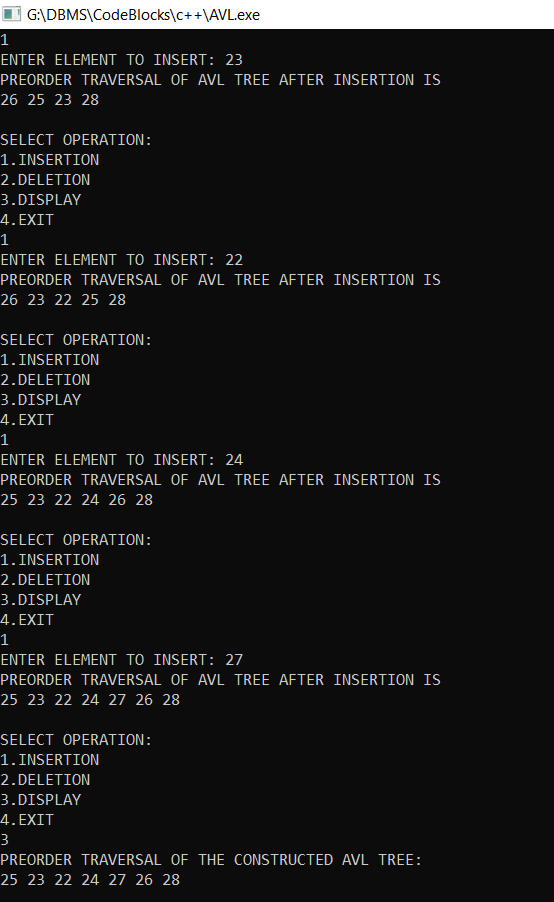 G:\DBMS\CodeBlocks\c++\AVL.exe
1
ENTER ELEMENT TO INSERT: 23
PREORDER TRAVERSAL OF AVL TREE AFTER INSERTION IS
26 25 23 28
SELECT OPERATION:
1.INSERTION
2.DELETION
3.DISPLAY
4.EXIT
1
ENTER ELEMENT TO INSERT: 22
PREORDER TRAVERSAL OF AVL TREE AFTER INSERTION IS
26 23 22 25 28
SELECT OPERATION:
1.INSERTION
2.DELETION
3.DISPLAY
4.EXIT
1
ENTER ELEMENT TO INSERT: 24
PREORDER TRAVERSAL OF AVL TREE AFTER INSERTION IS
25 23 22 24 26 28
SELECT OPERATION:
1.INSERTION
2.DELETION
3.DISPLAY
4.EXIT
1
ENTER ELEMENT TO INSERT: 27
PREORDER TRAVERSAL OF AVL TREE AFTER INSERTION IS
25 23 22 24 27 26 28
SELECT OPERATION:
1.INSERTION
2.DELETION
3.DISPLAY
4.EXIT
3
PREORDER TRAVERSAL OF THE CONSTRUCTED AVL TREE:
25 23 22 24 27 26 28